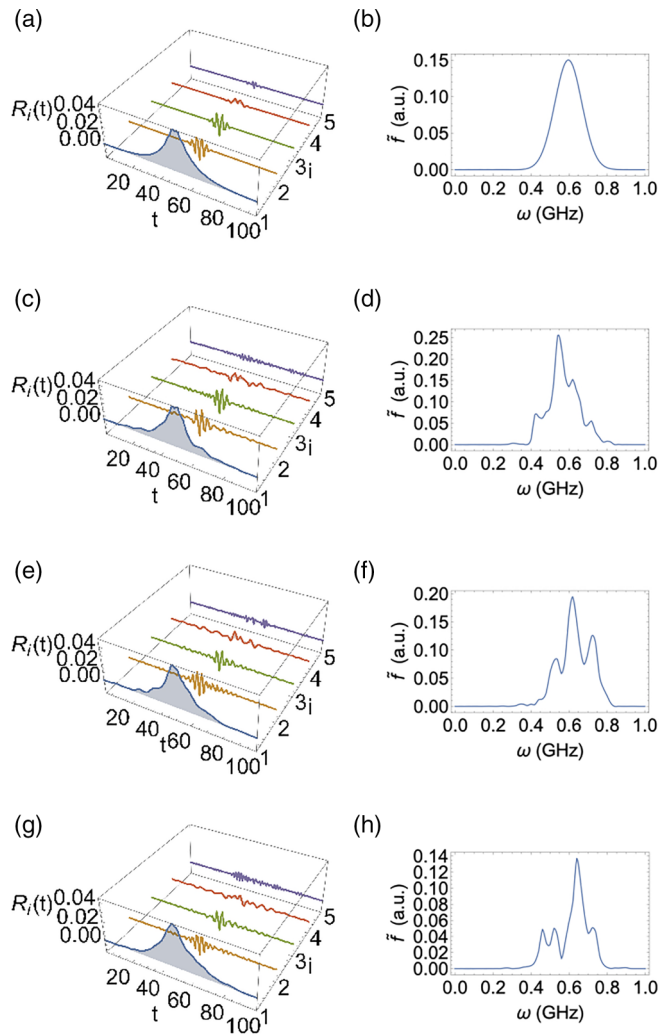 (a)
R_i(t) 0.04
0.02
0.00
20
40
60
80
100
t
1
2
3
4
5
i
(b)
f̃ (a.u.)
0.15
0.10
0.05
0.00
0.0 0.2 0.4 0.6 0.8 1.0
ω (GHz)
(c)
R_i(t) 0.04
0.02
0.00
20
40
60
80
100
t
1
2
3
4
5
i
(d)
f̃ (a.u.)
0.25
0.20
0.15
0.10
0.05
0.00
0.0 0.2 0.4 0.6 0.8 1.0
ω (GHz)
(e)
R_i(t) 0.04
0.02
0.00
20
40
60
80
100
t
1
2
3
4
5
i
(f)
f̃ (a.u.)
0.20
0.15
0.10
0.05
0.00
0.0 0.2 0.4 0.6 0.8 1.0
ω (GHz)
(g)
R_i(t) 0.04
0.02
0.00
20
40
60
80
100
t
1
2
3
4
5
i
(h)
f̃ (a.u.)
0.14
0.12
0.10
0.08
0.06
0.04
0.02
0.00
0.0 0.2 0.4 0.6 0.8 1.0
ω (GHz)